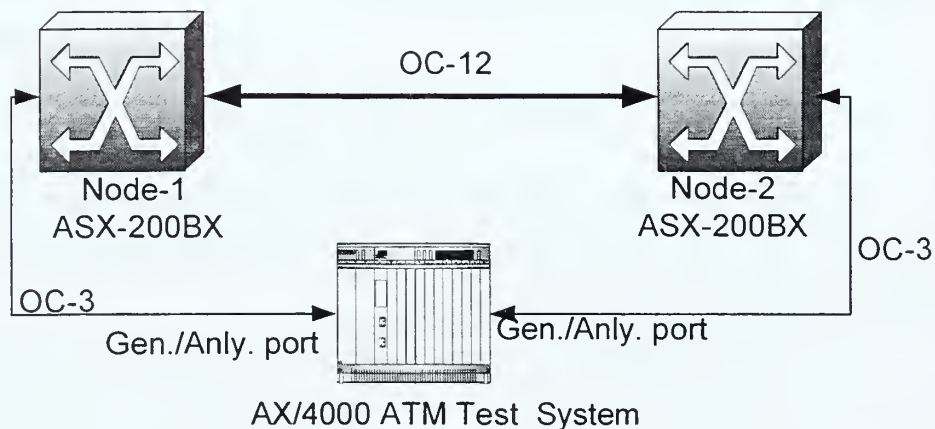 OC-12
Node-1
ASX-200BX
Node-2
ASX-200BX
OC-3
OC-3
Gen./Anly. port
Gen./Anly. port
AX/4000 ATM Test System